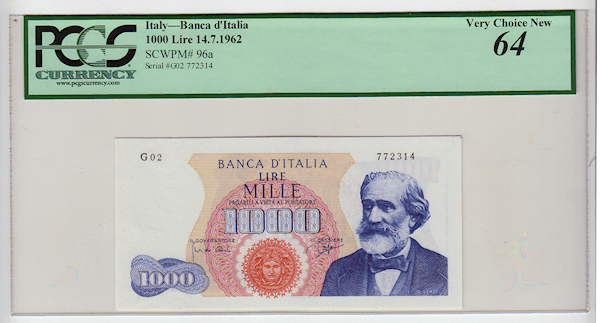 PCGS
CURRENCY
www.pcgscurrency.com
Italy—Banca d'Italia
1000 Lire 14.7.1962
SCWPM# 96a
Serial #G02 772314
Very Choice New
64
G02
772314
BANCA D'ITALIA
LIRE
MILLE
PAGABILI A VISTA AL PORTATORE
1000
IL GOVERNATORE
IL CASSIERE
1000
G. VERDI